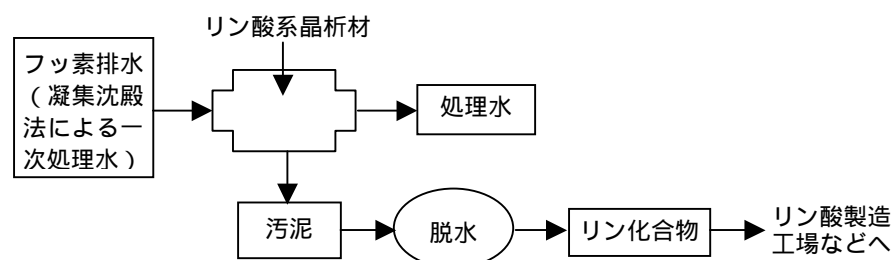 リン酸系晶析材
フッ素排水
(凝集沈殿
法による一
次処理水)
処理水
汚泥
脱水
リン化合物
リン酸製造
工場などへ